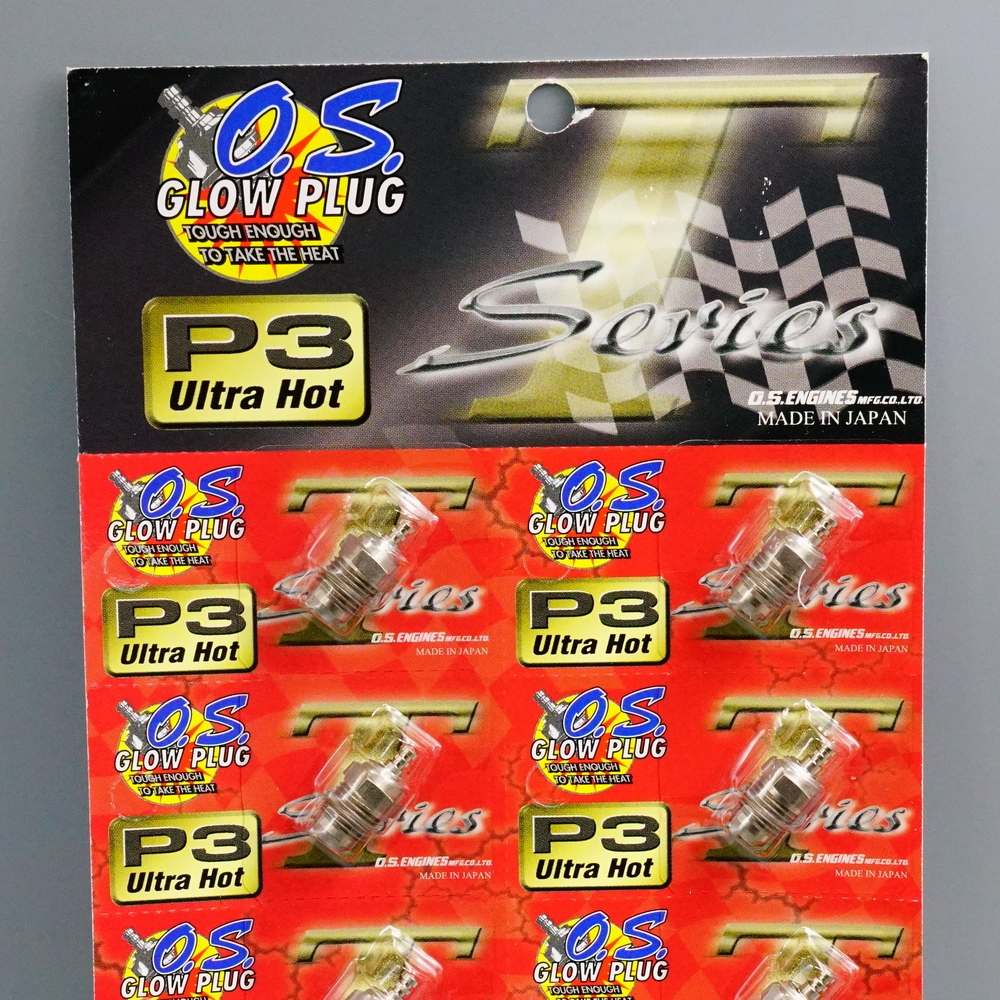 O.S.
GLOW PLUG
TOUGH ENOUGH
TO TAKE THE HEAT
T
Series
P3
Ultra Hot
O.S.ENGINES MFG.CO.LTD.
MADE IN JAPAN
O.S.
GLOW PLUG
TOUGH ENOUGH
TO TAKE THE HEAT
T
Series
P3
Ultra Hot
O.S.ENGINES MFG.CO.LTD.
MADE IN JAPAN
O.S.
GLOW PLUG
TOUGH ENOUGH
TO TAKE THE HEAT
T
Series
P3
Ultra Hot
O.S.ENGINES MFG.CO.LTD.
MADE IN JAPAN
O.S.
GLOW PLUG
TOUGH ENOUGH
TO TAKE THE HEAT
T
Series
P3
Ultra Hot
O.S.ENGINES MFG.CO.LTD.
MADE IN JAPAN
O.S.
GLOW PLUG
TOUGH ENOUGH
TO TAKE THE HEAT
T
Series
P3
Ultra Hot
O.S.ENGINES MFG.CO.LTD.
MADE IN JAPAN
O.S.
GLOW PLUG
T
O.S.
GLOW PLUG
TOUGH ENOUGH
T